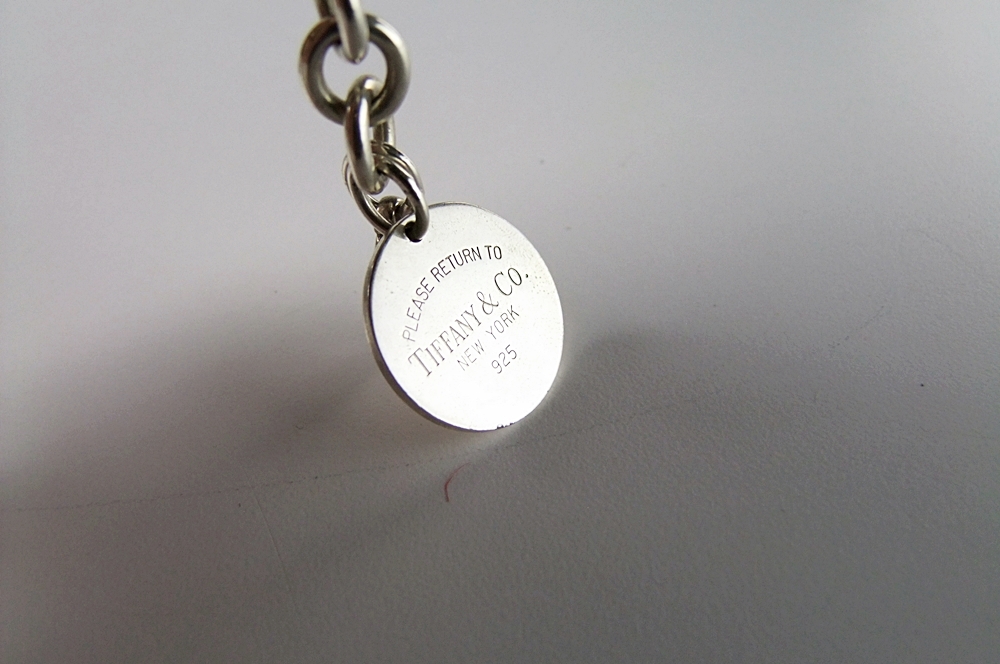 PLEASE RETURN TO
TIFFANY & CO.
NEW YORK
925